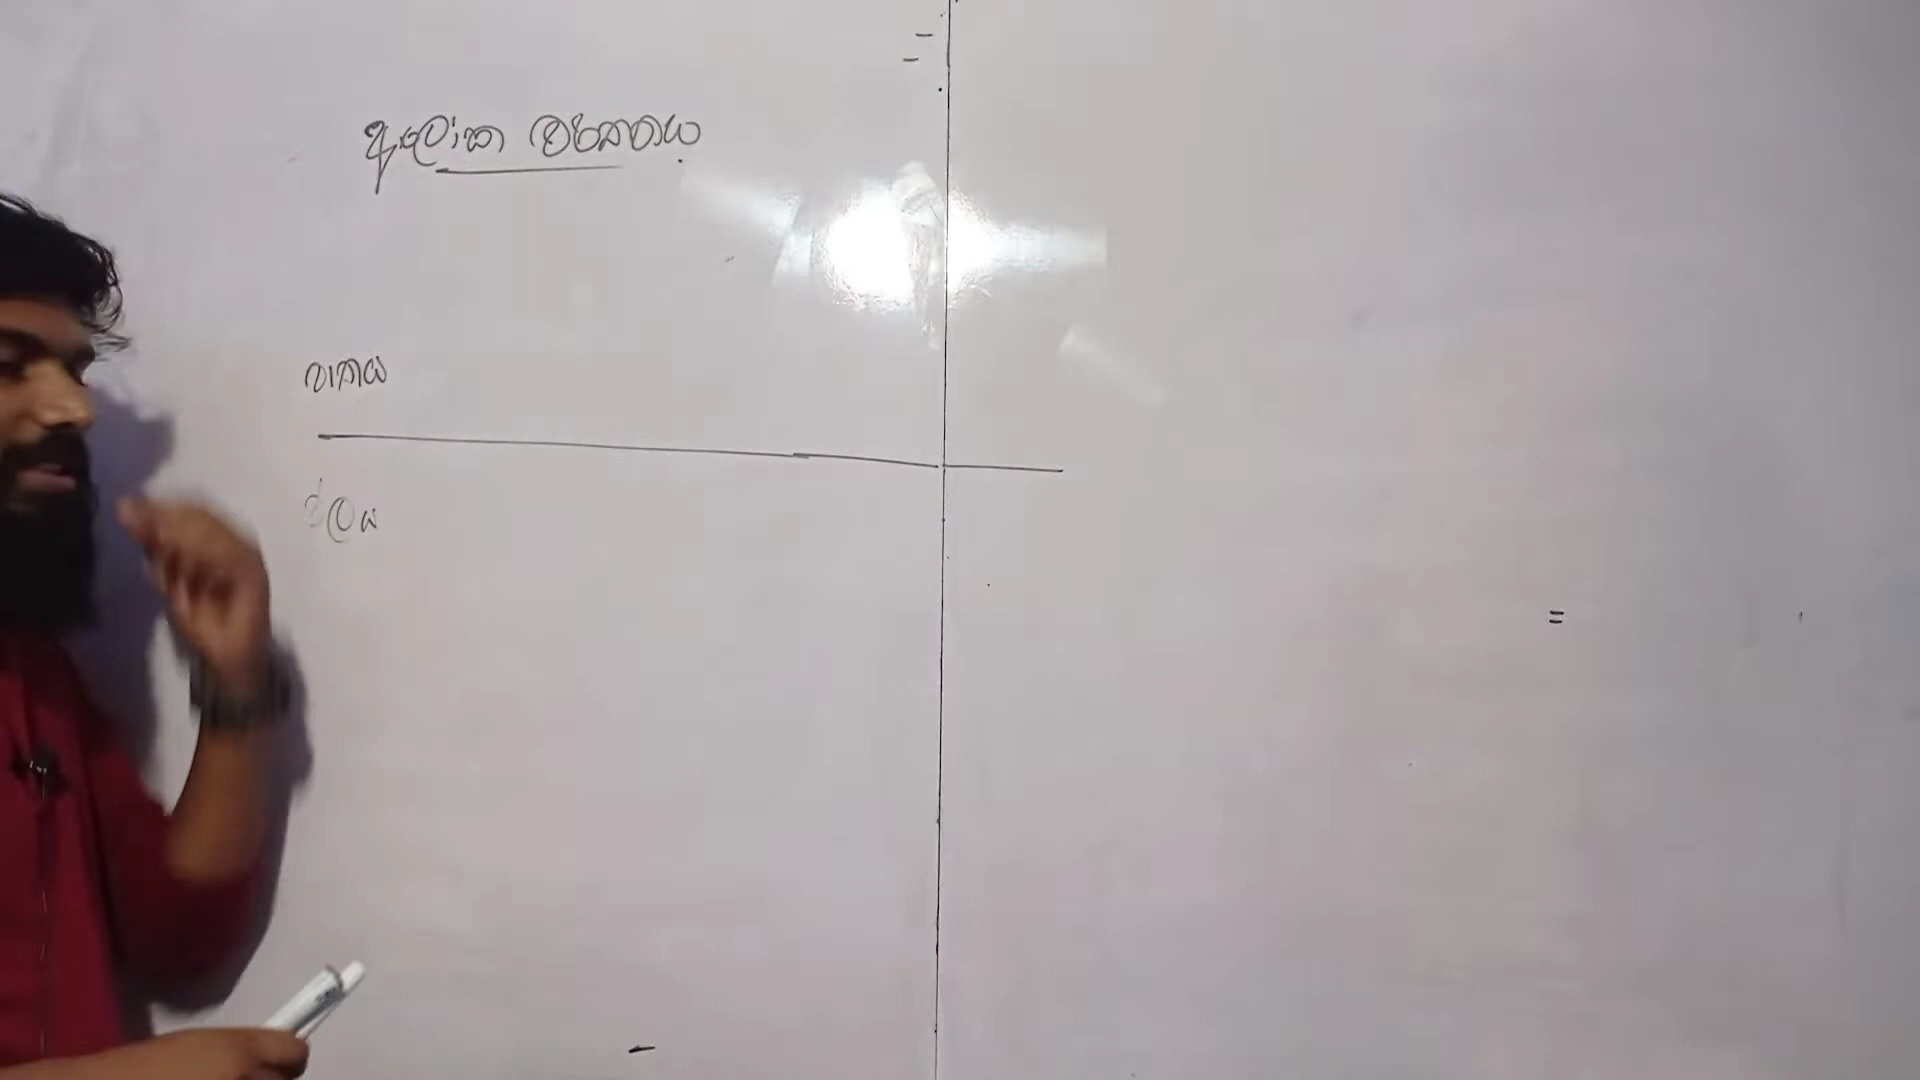 ආලෝක වර්තනය
වාතය
ජලය
=